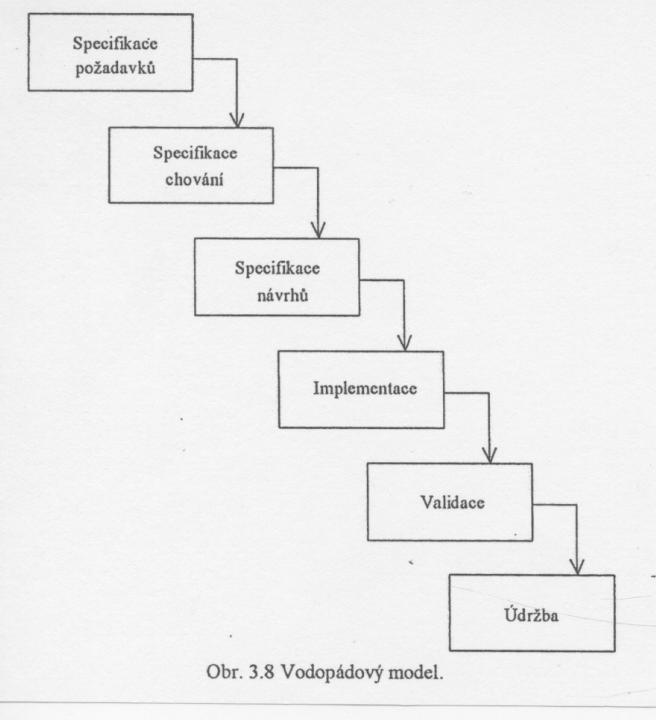 Specifikace
požadavků
Specifikace
chování
Specifikace
návrhů
Implementace
Validace
Údržba
Obr. 3.8 Vodopádový model.